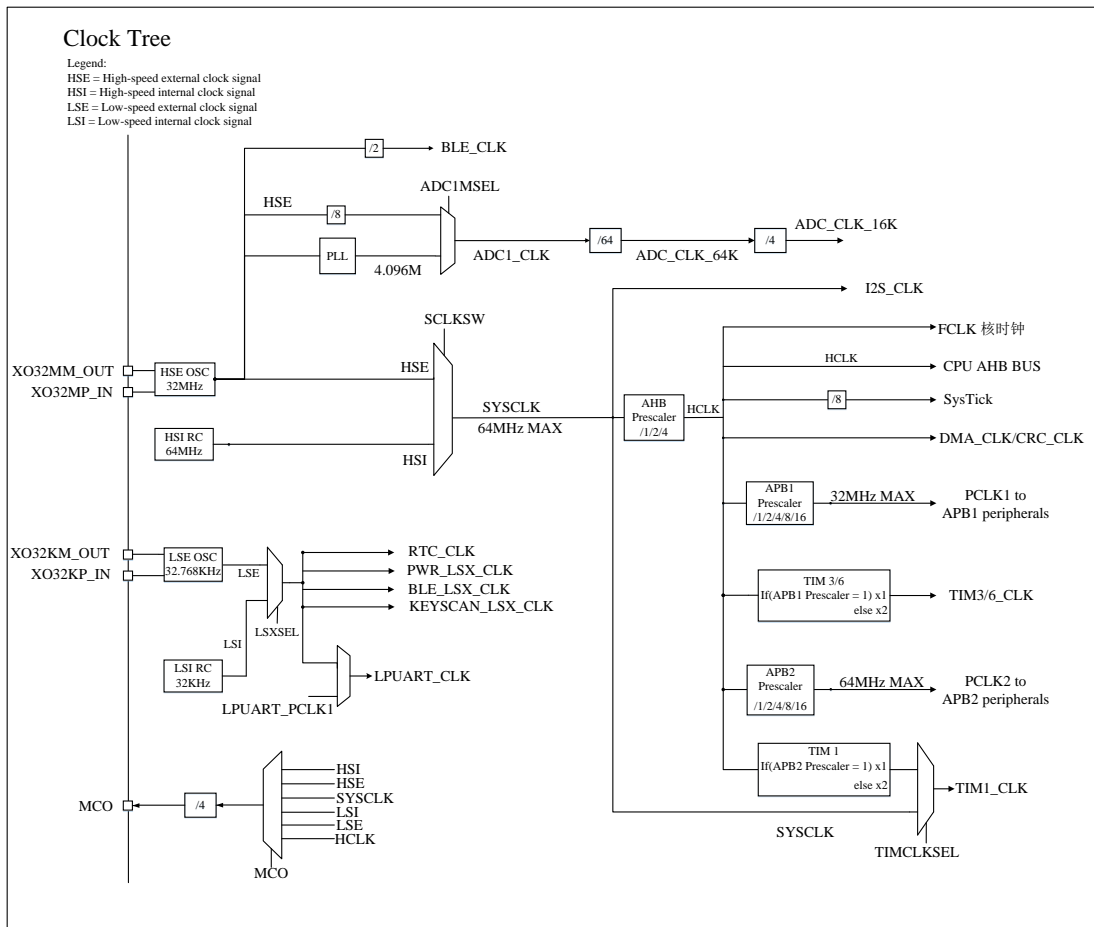 Clock Tree
Legend:
HSE = High-speed external clock signal
HSI = High-speed internal clock signal
LSE = Low-speed external clock signal
LSI = Low-speed internal clock signal
/2
BLE_CLK
ADC1MSEL
HSE
/8
PLL
4.096M
ADC1_CLK
/64
ADC_CLK_64K
/4
ADC_CLK_16K
I2S_CLK
SCLKSW
XO32MM_OUT
XO32MP_IN
HSE OSC
32MHz
HSE
HSI RC
64MHz
HSI
SYSCLK
64MHz MAX
AHB
Prescaler
/1/2/4
HCLK
FCLK 核时钟
HCLK
CPU AHB BUS
/8
SysTick
DMA_CLK/CRC_CLK
APB1
Prescaler
/1/2/4/8/16
32MHz MAX
PCLK1 to
APB1 peripherals
TIM 3/6
If(APB1 Prescaler = 1) x1
else x2
TIM3/6_CLK
APB2
Prescaler
/1/2/4/8/16
64MHz MAX
PCLK2 to
APB2 peripherals
TIM 1
If(APB2 Prescaler = 1) x1
else x2
TIM1_CLK
SYSCLK
TIMCLKSEL
XO32KM_OUT
XO32KP_IN
LSE OSC
32.768KHz
LSE
RTC_CLK
PWR_LSX_CLK
BLE_LSX_CLK
KEYSCAN_LSX_CLK
LSXSEL
LSI
LSI RC
32KHz
LPUART_CLK
LPUART_PCLK1
MCO
/4
HSI
HSE
SYSCLK
LSI
LSE
HCLK
MCO